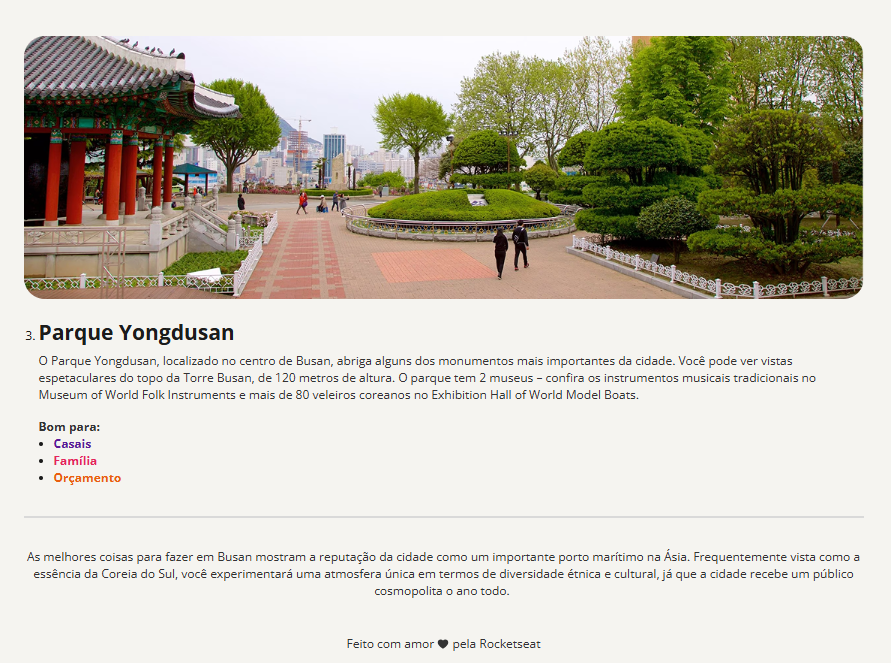 3. Parque Yongdusan
O Parque Yongdusan, localizado no centro de Busan, abriga alguns dos monumentos mais importantes da cidade. Você pode ver vistas
espetaculares do topo da Torre Busan, de 120 metros de altura. O parque tem 2 museus – confira os instrumentos musicais tradicionais no
Museum of World Folk Instruments e mais de 80 veleiros coreanos no Exhibition Hall of World Model Boats.
Bom para:
• Casais
• Família
• Orçamento
As melhores coisas para fazer em Busan mostram a reputação da cidade como um importante porto marítimo na Ásia. Frequentemente vista como a
essência da Coreia do Sul, você experimentará uma atmosfera única em termos de diversidade étnica e cultural, já que a cidade recebe um público
cosmopolita o ano todo.
Feito com amor 🖤 pela Rocketseat